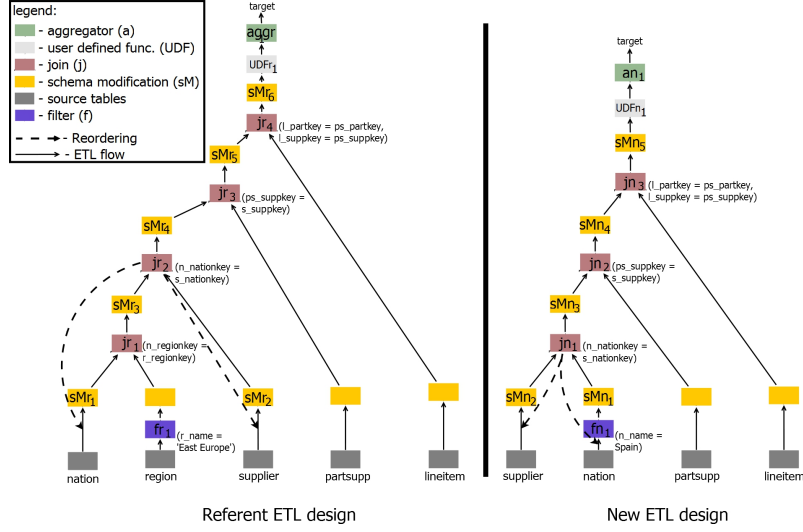 legend:
- aggregator (a)
- user defined func. (UDF)
- join (j)
- schema modification (sM)
- source tables
- filter (f)
- Reordering
- ETL flow
target
aggr
UDFr1
sMr6
jr4 (l_partkey = ps_partkey,
l_suppkey = ps_suppkey)
sMr5
jr3 (ps_suppkey =
s_suppkey)
sMr4
jr2 (n_nationkey =
s_nationkey)
sMr3
jr1 (n_regionkey =
r_regionkey)
sMr1
sMr2
fr1 (r_name =
'East Europe')
nation
region
supplier
partsupp
lineitem
Referent ETL design
target
an1
UDFn1
sMn5
jn3 (l_partkey = ps_partkey,
l_suppkey = ps_suppkey)
sMn4
jn2 (ps_suppkey =
s_suppkey)
sMn3
jn1 (n_nationkey =
s_nationkey)
sMn2
sMn1
fn1 (n_name =
Spain)
supplier
nation
partsupp
lineitem
New ETL design